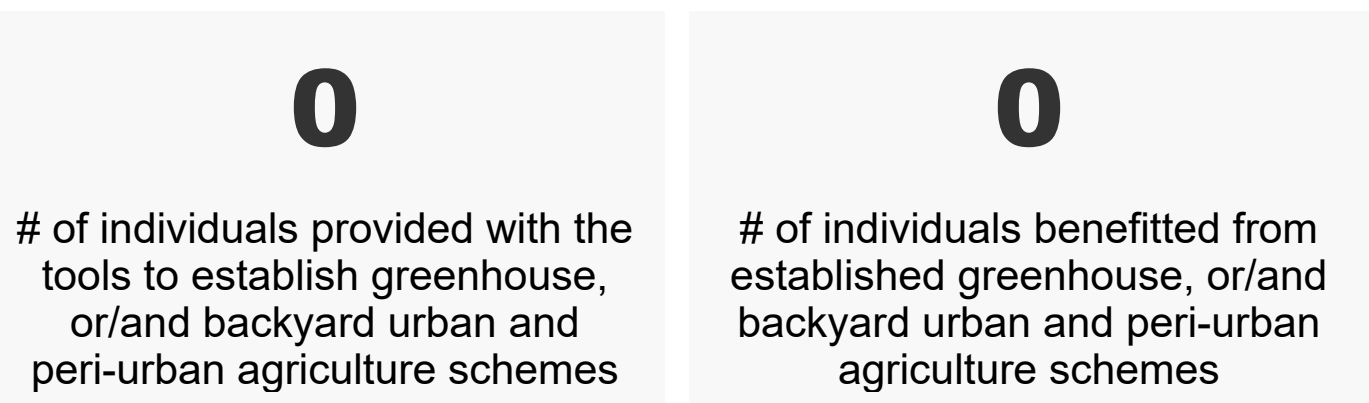 0
# of individuals provided with the
tools to establish greenhouse,
or/and backyard urban and
peri-urban agriculture schemes
0
# of individuals benefitted from
established greenhouse, or/and
backyard urban and peri-urban
agriculture schemes